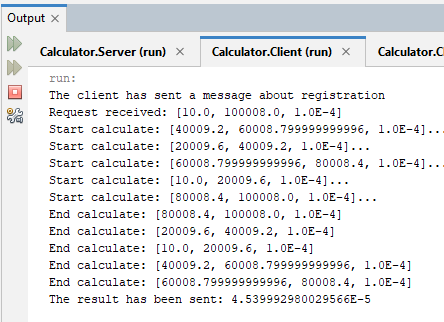 Output ×
Calculator.Server (run) ×
Calculator.Client (run) ×
Calculator.C
run:
The client has sent a message about registration
Request received: [10.0, 100008.0, 1.0E-4]
Start calculate: [40009.2, 60008.799999999996, 1.0E-4]...
Start calculate: [20009.6, 40009.2, 1.0E-4]...
Start calculate: [60008.799999999996, 80008.4, 1.0E-4]...
Start calculate: [10.0, 20009.6, 1.0E-4]...
Start calculate: [80008.4, 100008.0, 1.0E-4]...
End calculate: [80008.4, 100008.0, 1.0E-4]
End calculate: [20009.6, 40009.2, 1.0E-4]
End calculate: [10.0, 20009.6, 1.0E-4]
End calculate: [40009.2, 60008.799999999996, 1.0E-4]
End calculate: [60008.799999999996, 80008.4, 1.0E-4]
The result has been sent: 4.539992980029566E-5